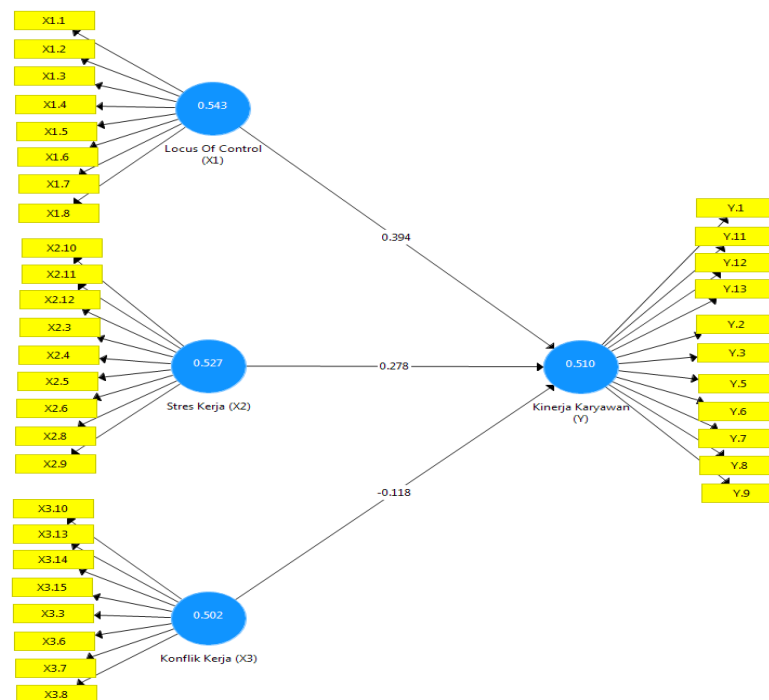 X1.1
X1.2
X1.3
X1.4
X1.5
X1.6
X1.7
X1.8
0.543
Locus Of Control
(X1)
0.394
X2.10
X2.11
X2.12
X2.3
X2.4
X2.5
X2.6
X2.8
X2.9
0.527
Stres Kerja (X2)
0.278
X3.10
X3.13
X3.14
X3.15
X3.3
X3.6
X3.7
X3.8
0.502
Konflik Kerja (X3)
-0.118
0.510
Kinerja Karyawan
(Y)
Y.1
Y.11
Y.12
Y.13
Y.2
Y.3
Y.5
Y.6
Y.7
Y.8
Y.9